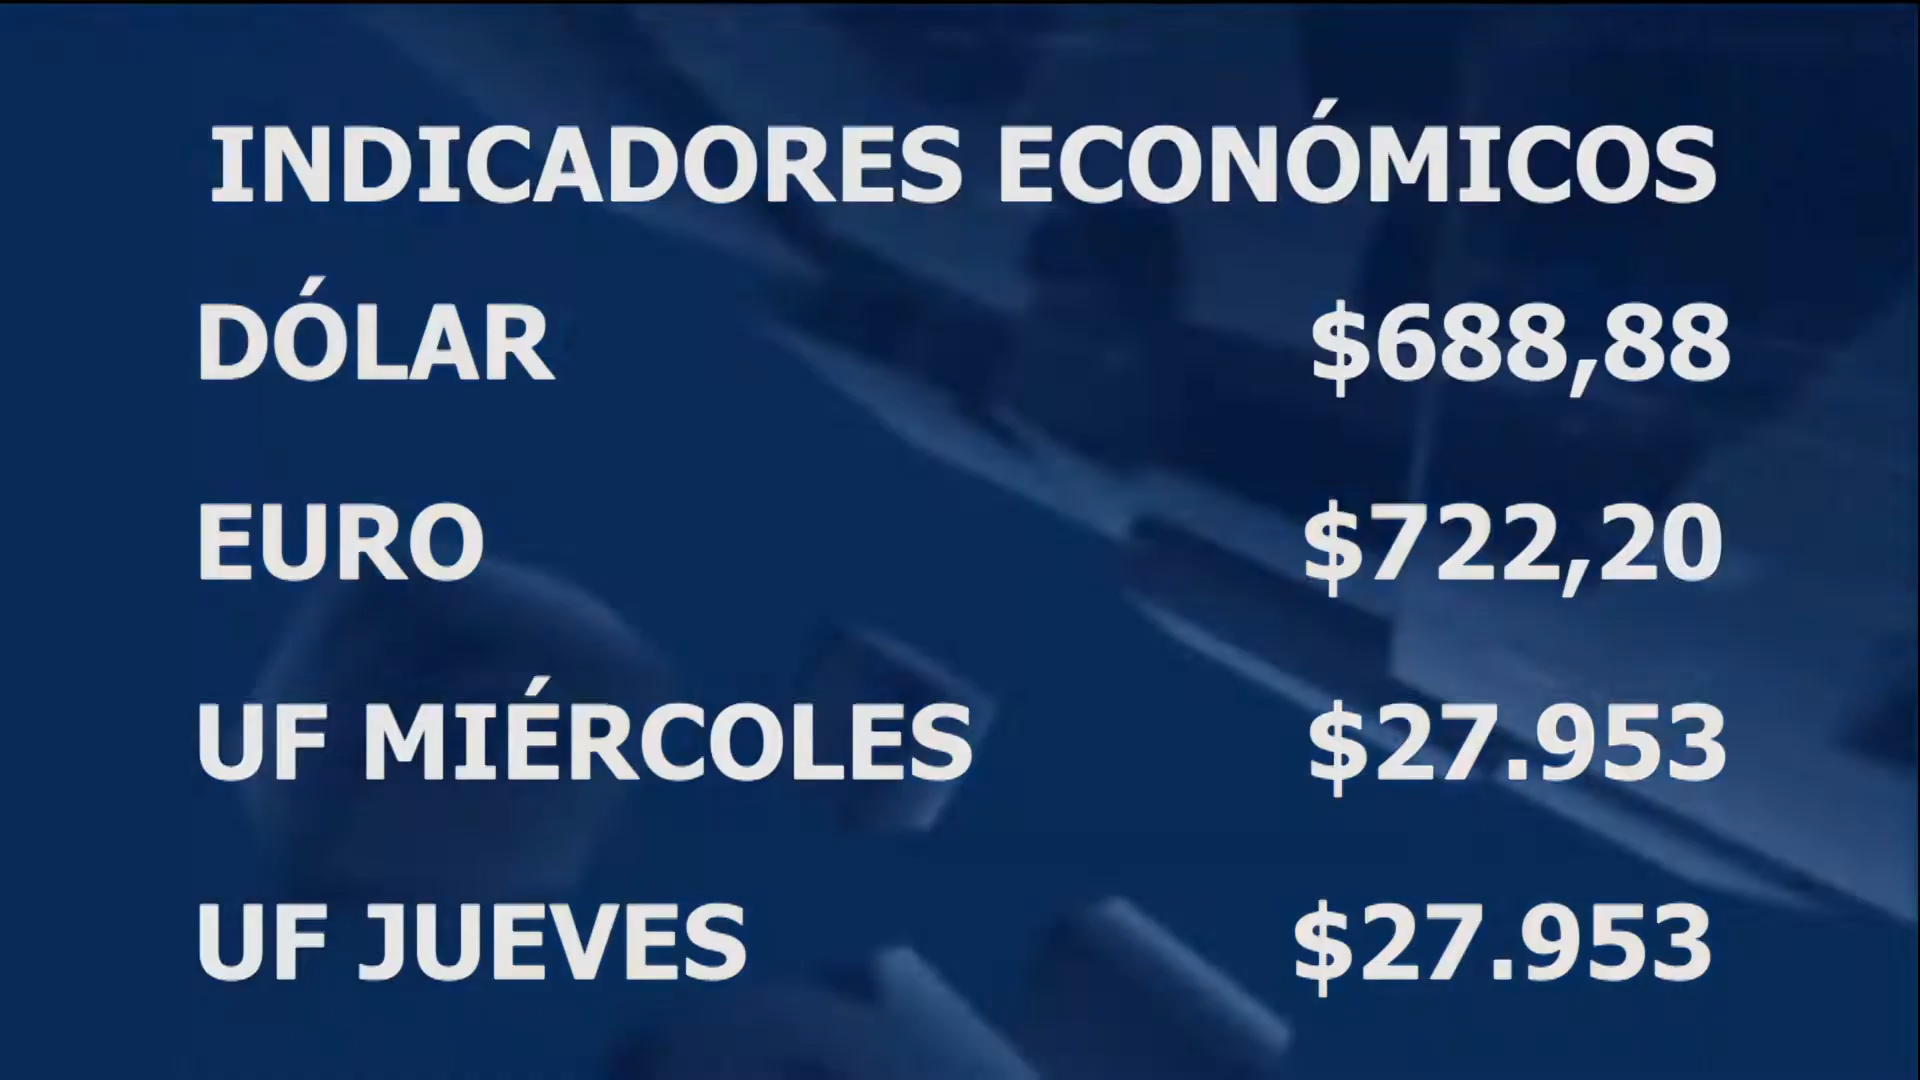 INDICADORES ECONÓMICOS
DÓLAR $688,88
EURO $722,20
UF MIÉRCOLES $27.953
UF JUEVES $27.953